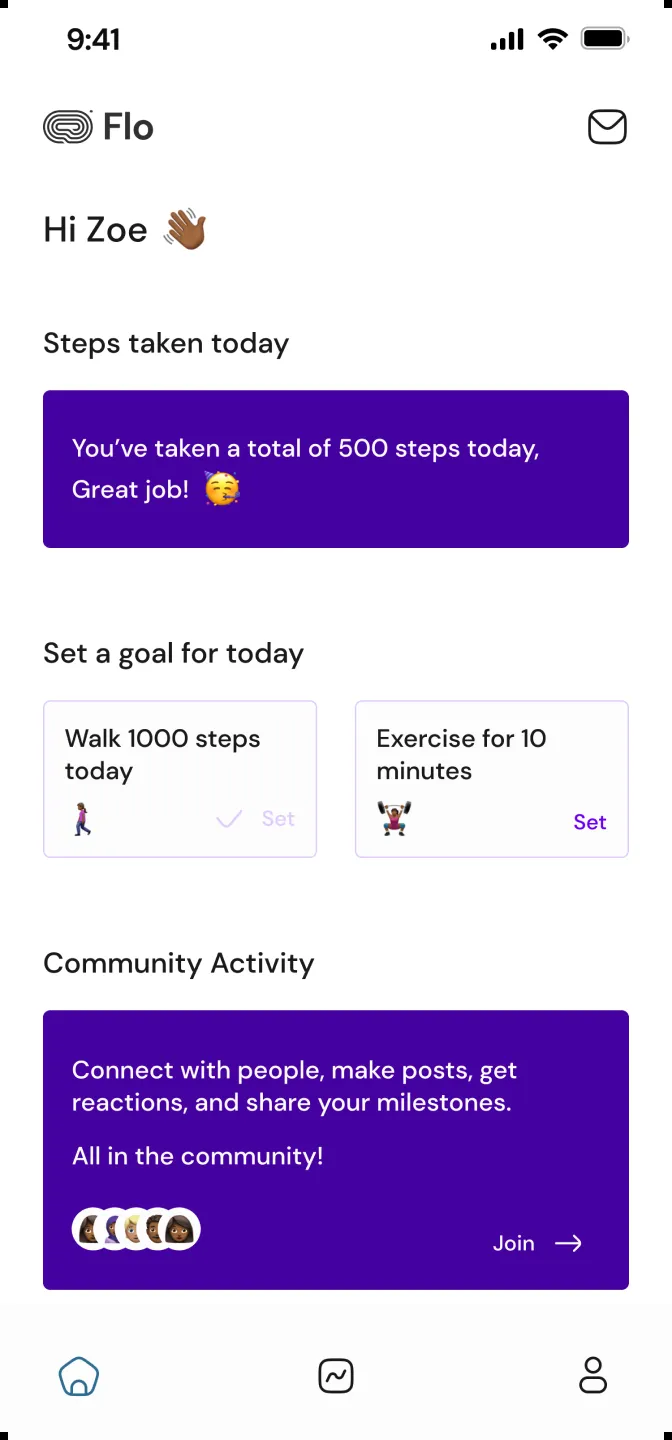 9:41
Flo
Hi Zoe 👋🏾
Steps taken today
You’ve taken a total of 500 steps today,
Great job! 🥳
Set a goal for today
Walk 1000 steps
today
Set
Exercise for 10
minutes
Set
Community Activity
Connect with people, make posts, get
reactions, and share your milestones.
All in the community!
Join